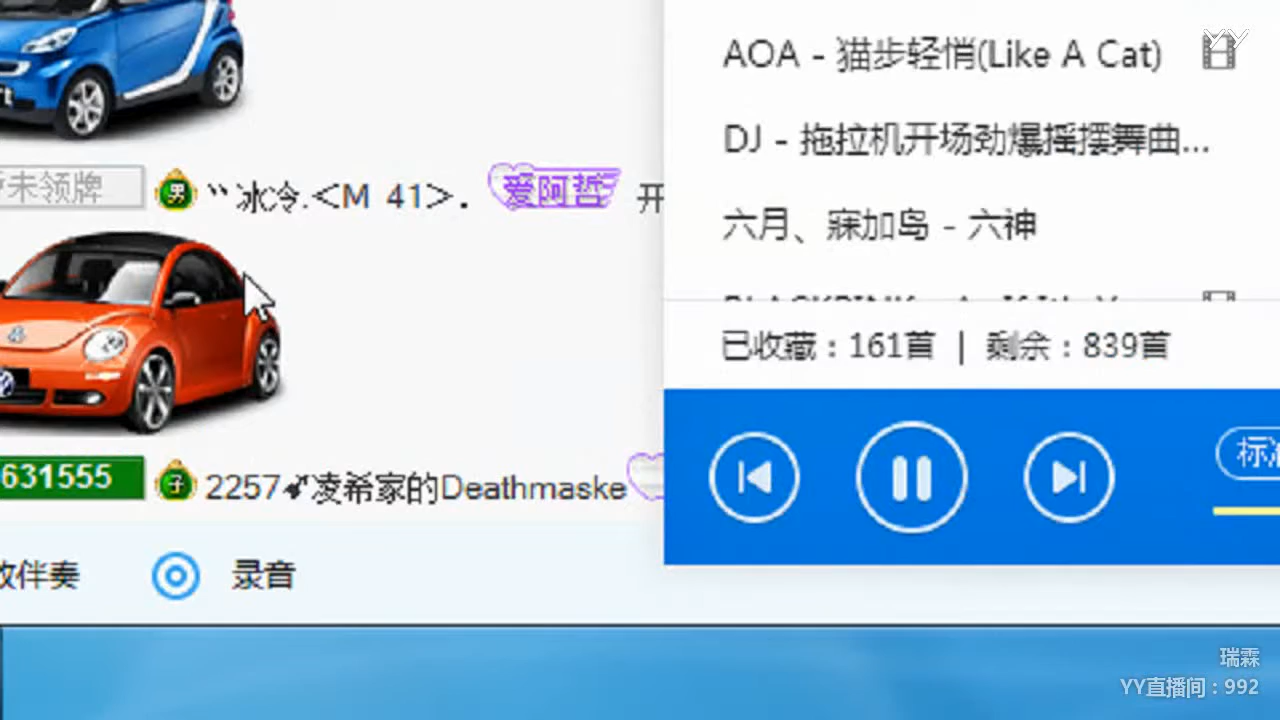 YY
AOA - 猫步轻悄(Like A Cat)
DJ - 拖拉机开场劲爆摇摆舞曲...
六月、寐加鸟 - 六神
已收藏：161首 | 剩余：839首
未领牌 男 冰冷.<M 41>. 爱阿哲 开
631555 子 2257凌希家的Deathmaske
标
伴奏 录音
瑞霖
YY直播间：992